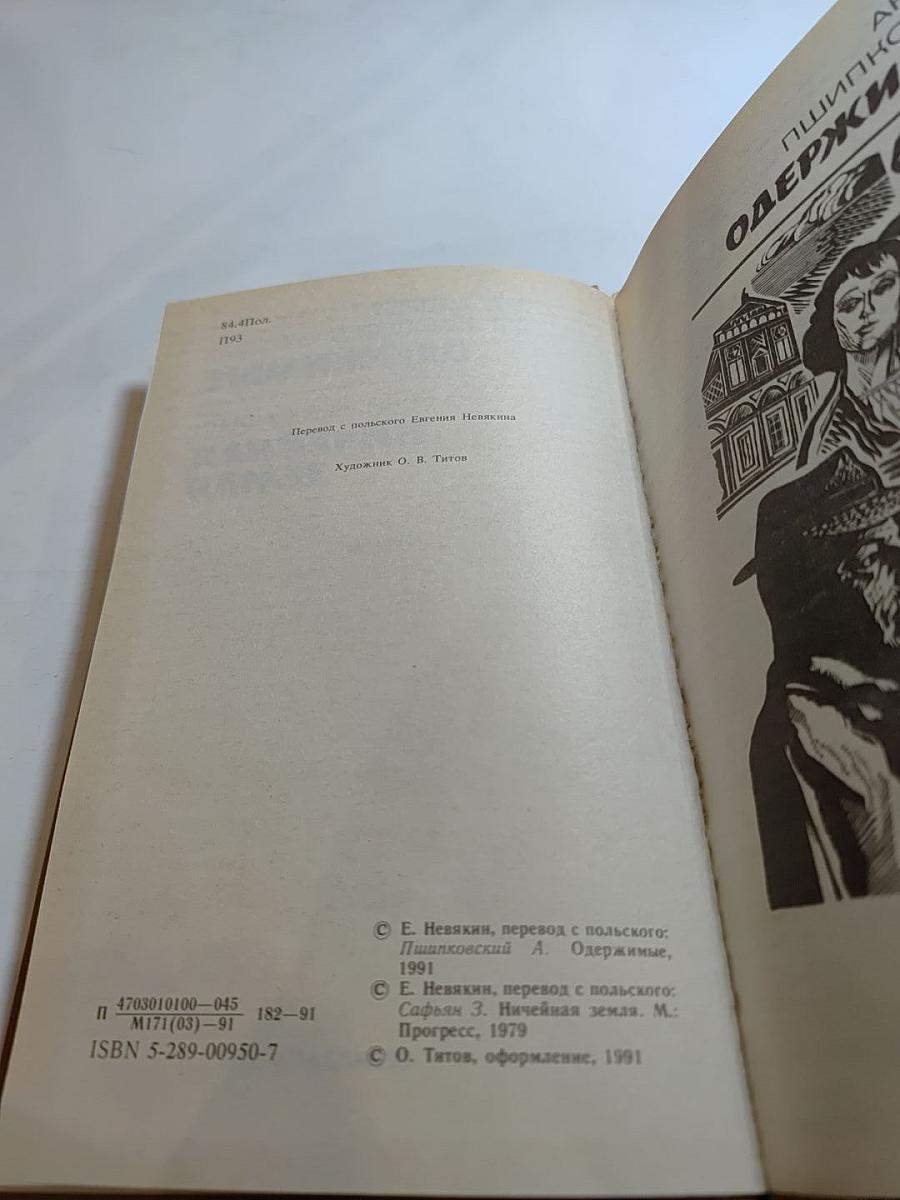 84.4Пол.
П93
Перевод с польского Евгения Невякина
Художник О. В. Титов
© Е. Невякин, перевод с польского:
Пшипковский А. Одержимые,
1991
© Е. Невякин, перевод с польского:
Сафьян З. Ничейная земля. М.:
Прогресс, 1979
© О. Титов, оформление, 1991
П 4703010100—045 182—91
М171(03)—91
ISBN 5-289-00950-7
ПШИПКО
ОДЕРЖИ